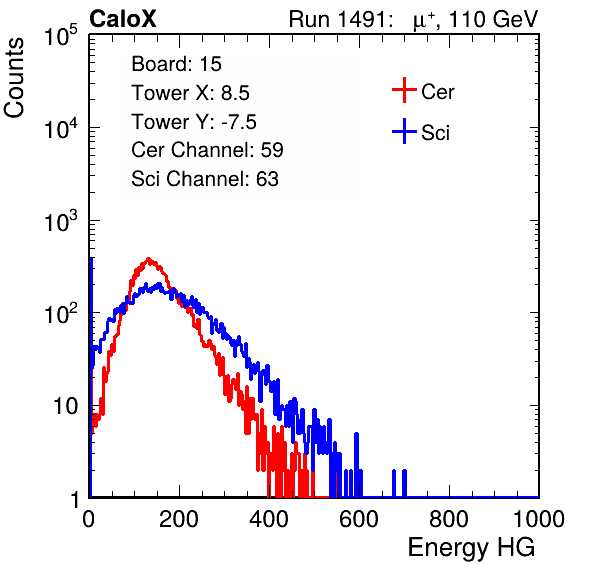 CaloX Run 1491: μ⁺, 110 GeV
Counts
10⁵
10⁴
10³
10²
10
1
Board: 15
Tower X: 8.5
Tower Y: -7.5
Cer Channel: 59
Sci Channel: 63
Cer
Sci
0 200 400 600 800 1000
Energy HG